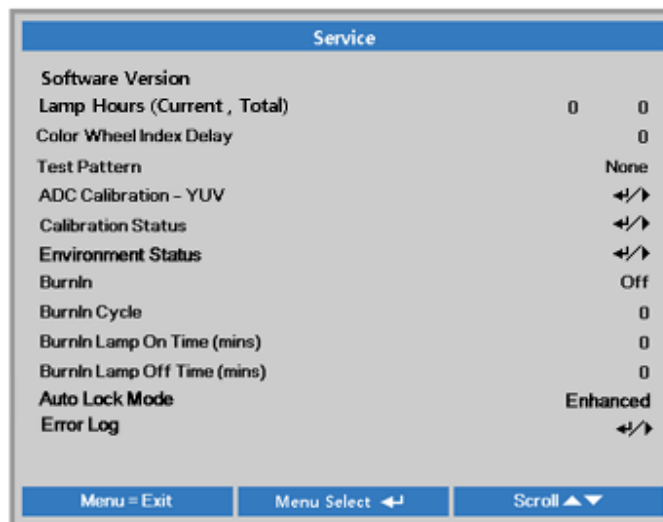 Service
Software Version
Lamp Hours (Current , Total) 0 0
Color Wheel Index Delay 0
Test Pattern None
ADC Calibration – YUV ↵/▶
Calibration Status ↵/▶
Environment Status ↵/▶
BurnIn Off
BurnIn Cycle 0
BurnIn Lamp On Time (mins) 0
BurnIn Lamp Off Time (mins) 0
Auto Lock Mode Enhanced
Error Log ↵/▶
Menu = Exit Menu Select ↵ Scroll ▲▼